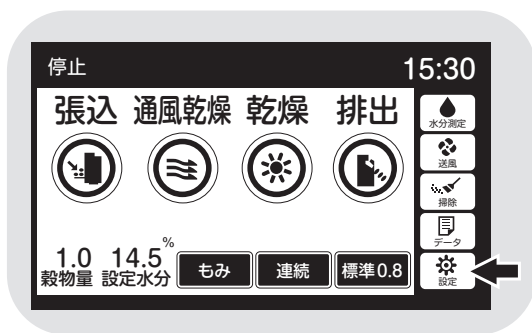 停止 15:30
張込 通風乾燥 乾燥 排出
水分測定
送風
掃除
データ
設定
1.0 14.5%
穀物量 設定水分
もみ 連続 標準0.8